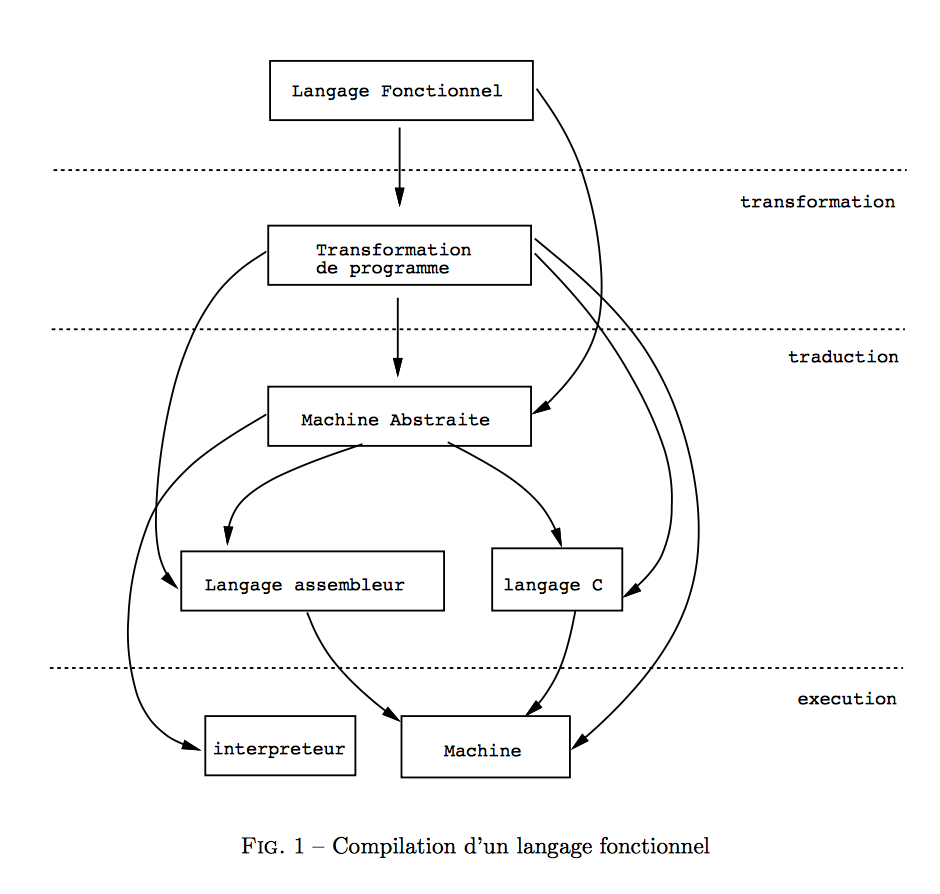 Langage Fonctionnel
transformation
Transformation
de programme
traduction
Machine Abstraite
Langage assembleur
langage C
execution
interpreteur
Machine
FIG. 1 – Compilation d'un langage fonctionnel